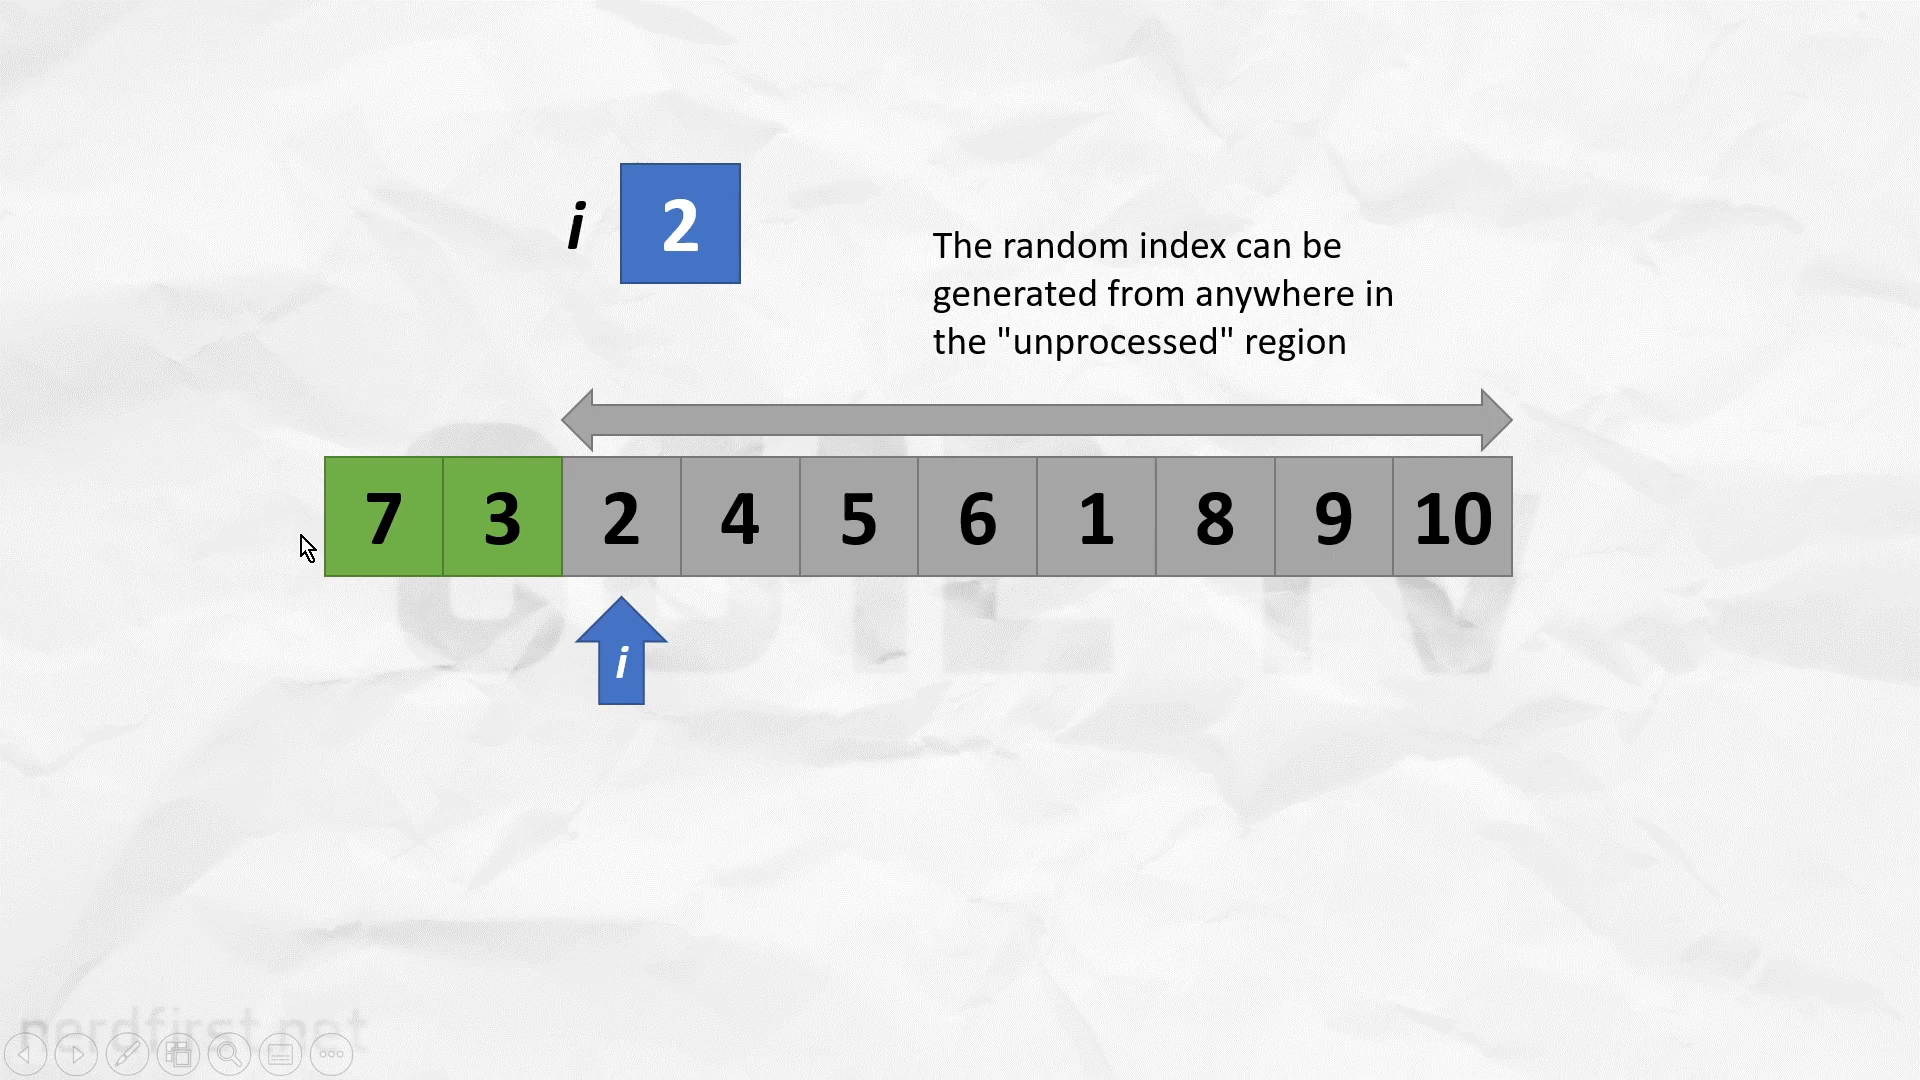 i 2
The random index can be
generated from anywhere in
the "unprocessed" region
7 3 2 4 5 6 1 8 9 10
i
nerdfirst.net